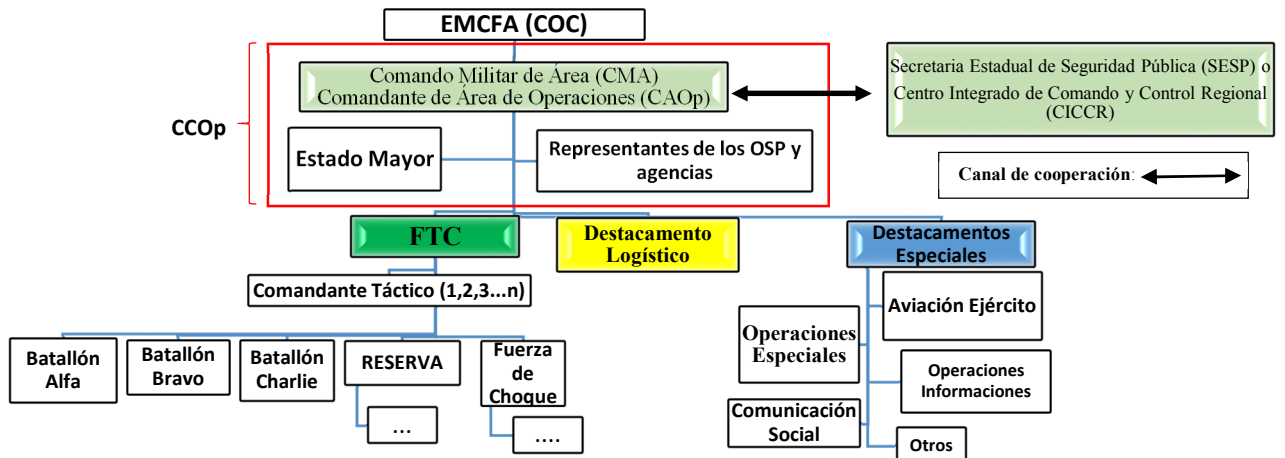 EMCFA (COC)
Comando Militar de Área (CMA)
Comandante de Área de Operaciones (CAOp)
Secretaria Estadual de Seguridad Pública (SESP) o
Centro Integrado de Comando y Control Regional
(CICCR)
CCOp
Estado Mayor
Representantes de los OSP y
agencias
Canal de cooperación:
FTC
Destacamento
Logístico
Destacamentos
Especiales
Comandante Táctico (1,2,3...n)
Aviación Ejército
Operaciones
Especiales
Batallón
Alfa
Batallón
Bravo
Batallón
Charlie
RESERVA
Fuerza
de
Choque
Operaciones
Informaciones
...
....
Comunicación
Social
Otros